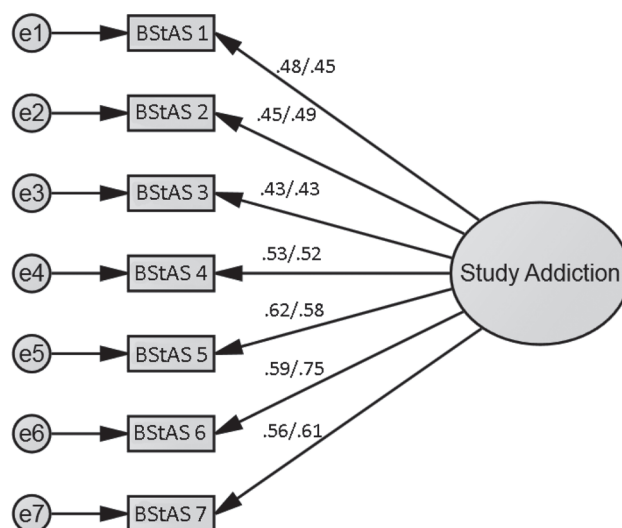 e1 BStAS 1
.48/.45
e2 BStAS 2
.45/.49
e3 BStAS 3
.43/.43
e4 BStAS 4
.53/.52
Study Addiction
e5 BStAS 5
.62/.58
e6 BStAS 6
.59/.75
e7 BStAS 7
.56/.61